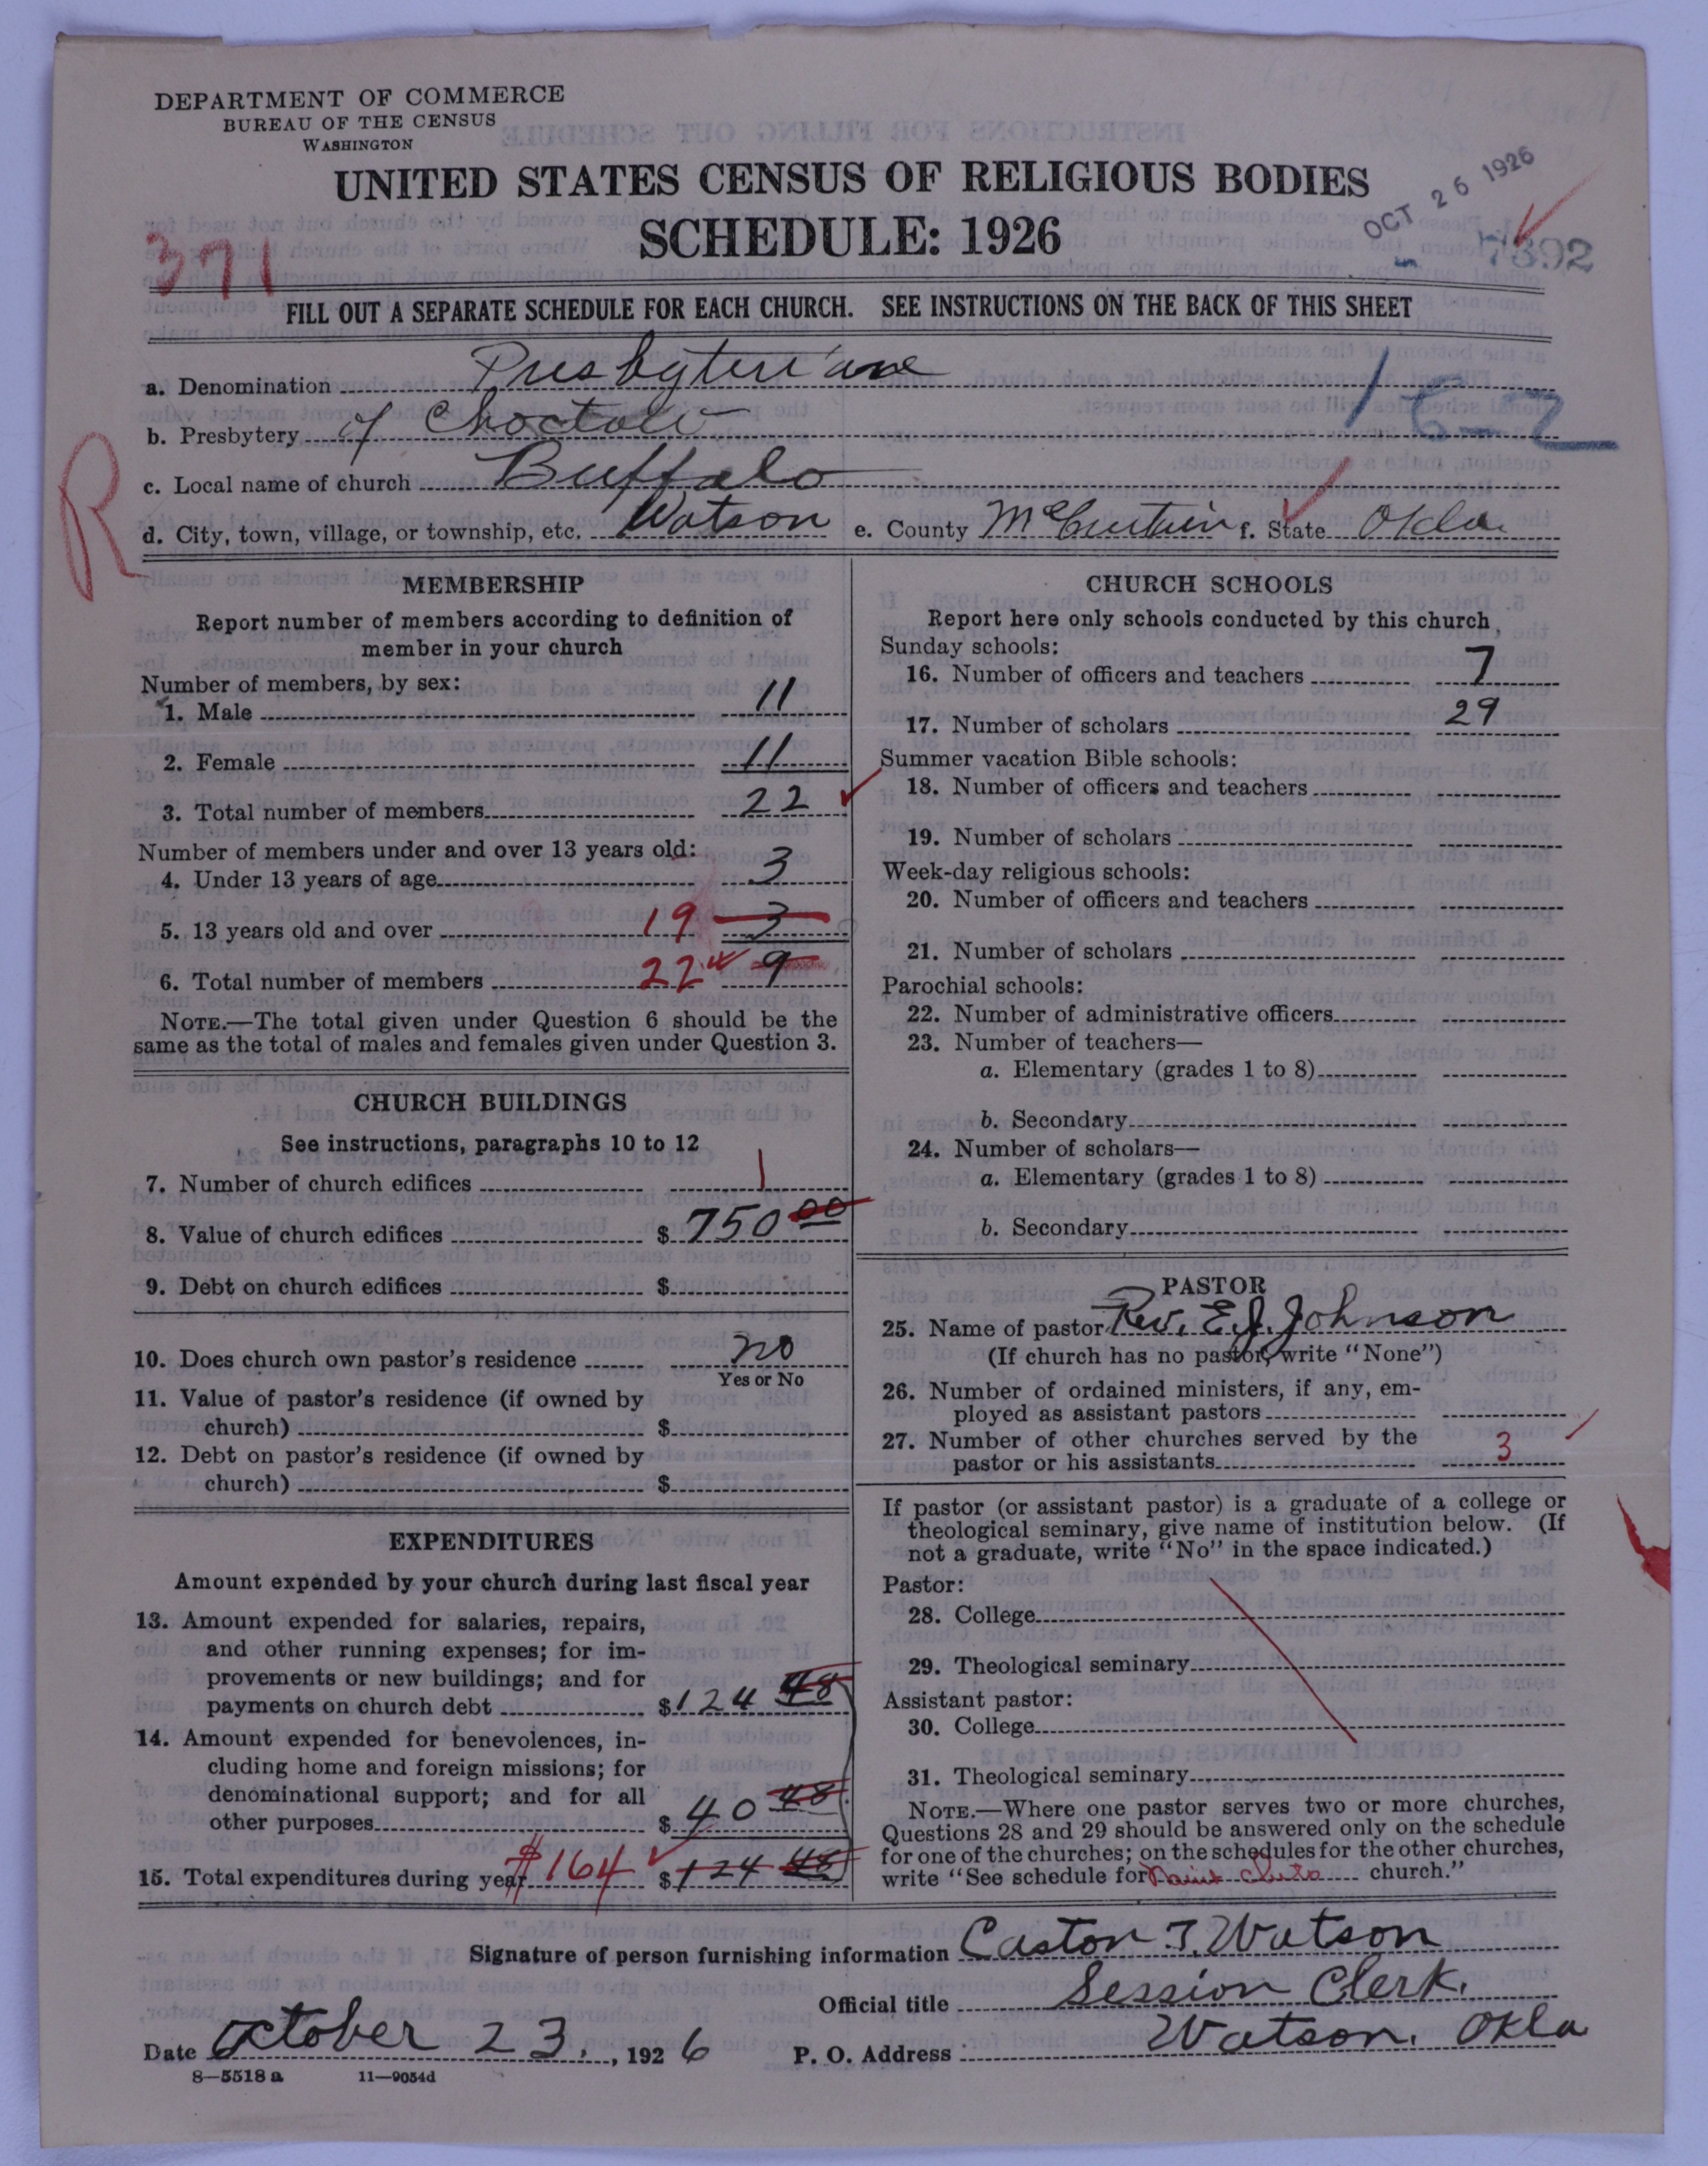 DEPARTMENT OF COMMERCE
BUREAU OF THE CENSUS
WASHINGTON
UNITED STATES CENSUS OF RELIGIOUS BODIES
SCHEDULE: 1926
OCT 26 1926
371
FILL OUT A SEPARATE SCHEDULE FOR EACH CHURCH. SEE INSTRUCTIONS ON THE BACK OF THIS SHEET
a. Denomination Presbyteriane
b. Presbytery of Choctaw
16-2
c. Local name of church Buffalo
R
d. City, town, village, or township, etc. Watson e. County McCurtain f. State Okla.
MEMBERSHIP
Report number of members according to definition of
member in your church
Number of members, by sex:
1. Male 11
2. Female 11
3. Total number of members 22
Number of members under and over 13 years old:
4. Under 13 years of age 3
5. 13 years old and over 19 3
6. Total number of members 22 9
NOTE.—The total given under Question 6 should be the
same as the total of males and females given under Question 3.
CHURCH BUILDINGS
See instructions, paragraphs 10 to 12
7. Number of church edifices 1
8. Value of church edifices $ 750 00
9. Debt on church edifices $
10. Does church own pastor's residence no
Yes or No
11. Value of pastor's residence (if owned by
church) $
12. Debt on pastor's residence (if owned by
church) $
EXPENDITURES
Amount expended by your church during last fiscal year
13. Amount expended for salaries, repairs,
and other running expenses; for im-
provements or new buildings; and for
payments on church debt $ 124 48
14. Amount expended for benevolences, in-
cluding home and foreign missions; for
denominational support; and for all
other purposes $ 40 48
15. Total expenditures during year $164 $ 124 48
CHURCH SCHOOLS
Report here only schools conducted by this church
Sunday schools:
16. Number of officers and teachers 7
17. Number of scholars 29
Summer vacation Bible schools:
18. Number of officers and teachers
19. Number of scholars
Week-day religious schools:
20. Number of officers and teachers
21. Number of scholars
Parochial schools:
22. Number of administrative officers
23. Number of teachers—
a. Elementary (grades 1 to 8)
b. Secondary
24. Number of scholars—
a. Elementary (grades 1 to 8)
b. Secondary
PASTOR
25. Name of pastor Rev. E. J. Johnson
(If church has no pastor, write "None")
26. Number of ordained ministers, if any, em-
ployed as assistant pastors
27. Number of other churches served by the
pastor or his assistants 3
If pastor (or assistant pastor) is a graduate of a college or
theological seminary, give name of institution below. (If
not a graduate, write "No" in the space indicated.)
Pastor:
28. College
29. Theological seminary
Assistant pastor:
30. College
31. Theological seminary
NOTE.—Where one pastor serves two or more churches,
Questions 28 and 29 should be answered only on the schedule
for one of the churches; on the schedules for the other churches,
write "See schedule for church."
Signature of person furnishing information Caston J. Watson
Official title Session Clerk.
Date October 23, 1926 P. O. Address Watson. Okla
8—5518 a 11—9054d